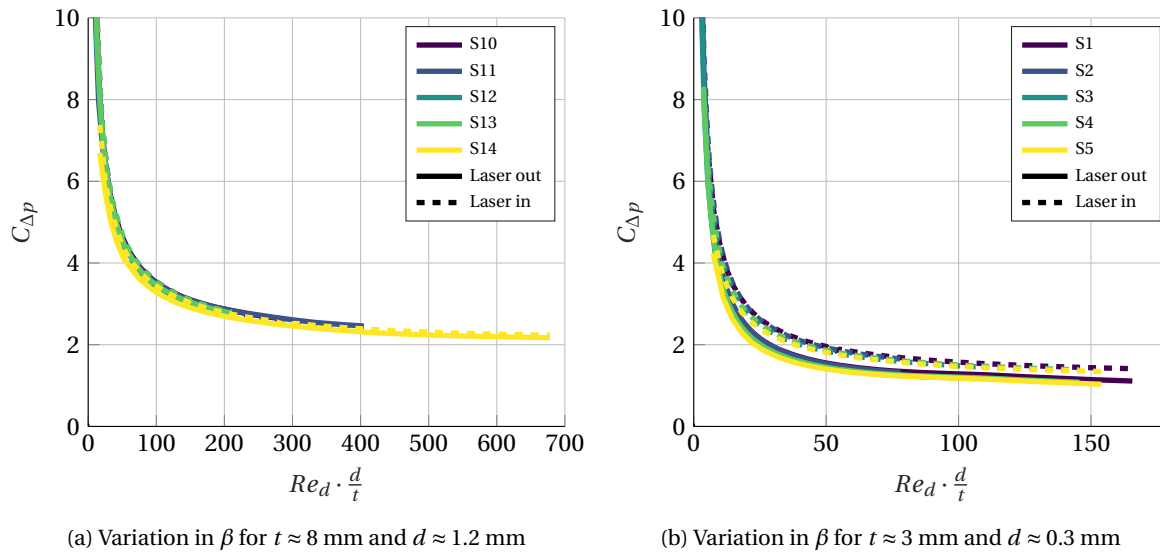 10
8
6
4
2
0
C_{Δp}
0 100 200 300 400 500 600 700
Re_d · d/t
S10
S11
S12
S13
S14
Laser out
Laser in
(a) Variation in β for t ≈ 8 mm and d ≈ 1.2 mm
10
8
6
4
2
0
C_{Δp}
0 50 100 150
Re_d · d/t
S1
S2
S3
S4
S5
Laser out
Laser in
(b) Variation in β for t ≈ 3 mm and d ≈ 0.3 mm